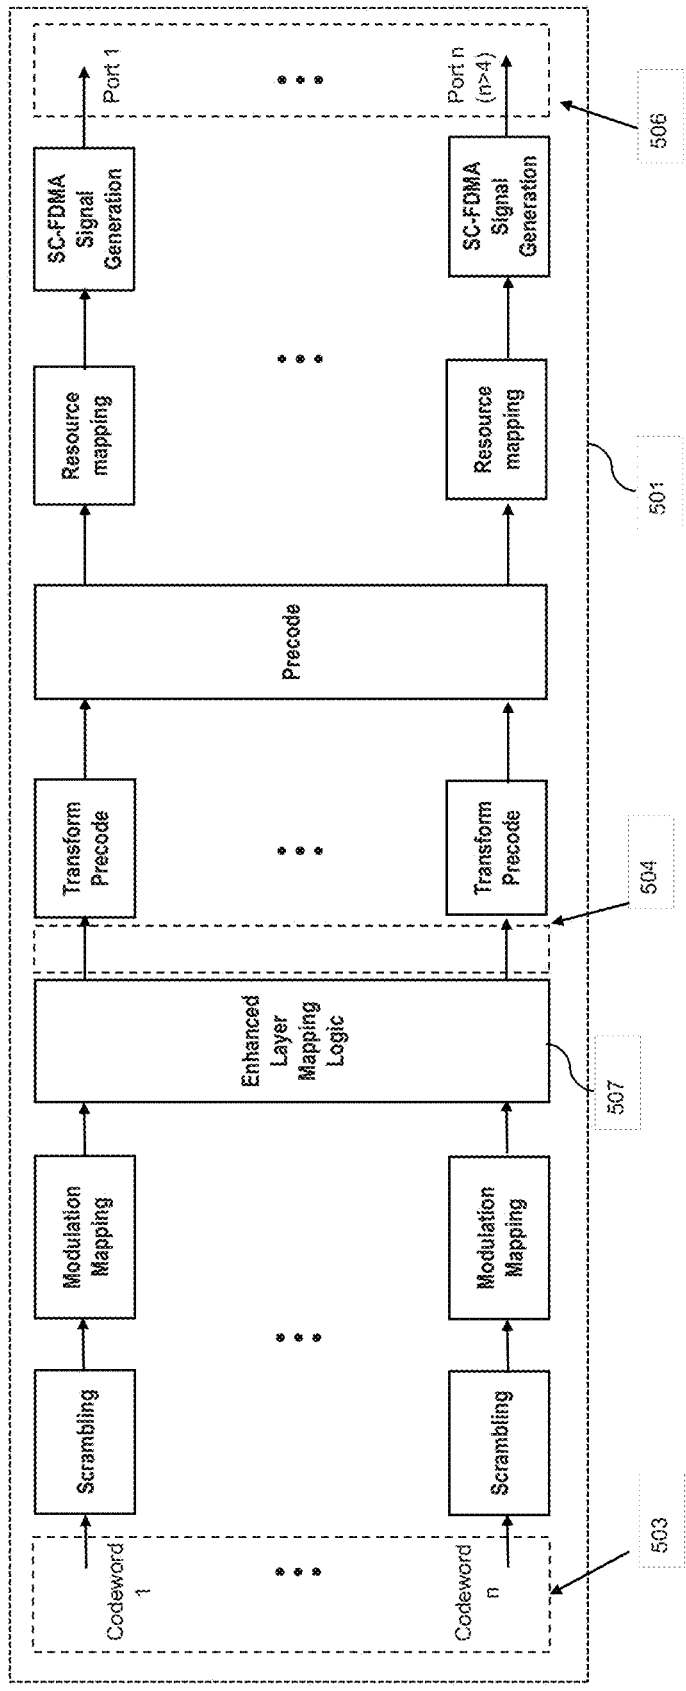 Codeword
1
Scrambling
Modulation
Mapping
Enhanced
Layer
Mapping
Logic
Transform
Precode
Precode
Resource
mapping
SC-FDMA
Signal
Generation
Port 1
Codeword
n
Scrambling
Modulation
Mapping
Transform
Precode
Resource
mapping
SC-FDMA
Signal
Generation
Port n
(n>4)
503
507
504
501
506